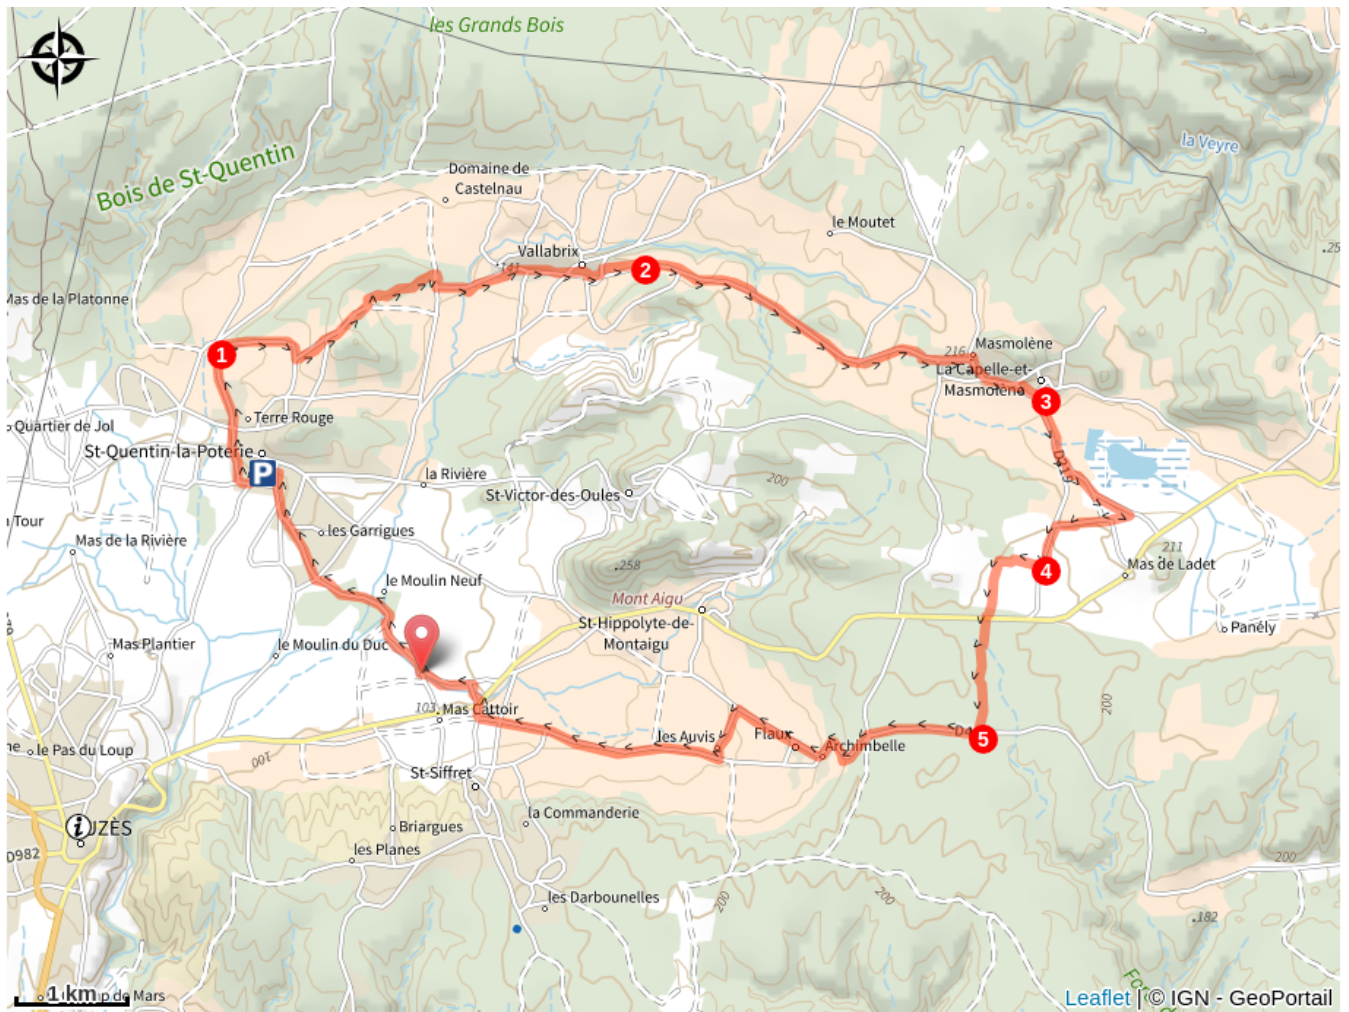 les Grands Bois
la Veyre
Bois de St-Quentin
Domaine de
Castelnau
le Moutet
Vallabrix
141
2
Mas de la Platonne
1
216
Masmolène
La Capelle-et-
Masmolène
3
Terre Rouge
Quartier de Jol
St-Quentin-la-Poterie
P
la Rivière
St-Victor-des-Oules
200
les Garrigues
Mas de la Rivière
211
Mas de Ladet
4
258
le Moulin Neuf
Mont Aigu
St-Hippolyte-de-
Montaigu
Panély
Mas Plantier
le Moulin du Duc
200
103
Mas Cattoir
les Auvis
Flaux
Archimbelle
5
le Pas du Loup
100
St-Siffret
la Commanderie
i
UZÈS
Briargues
les Planes
D982
200
les Darbounelles
200
200
182
1 km
Leaflet | © IGN - GeoPortail